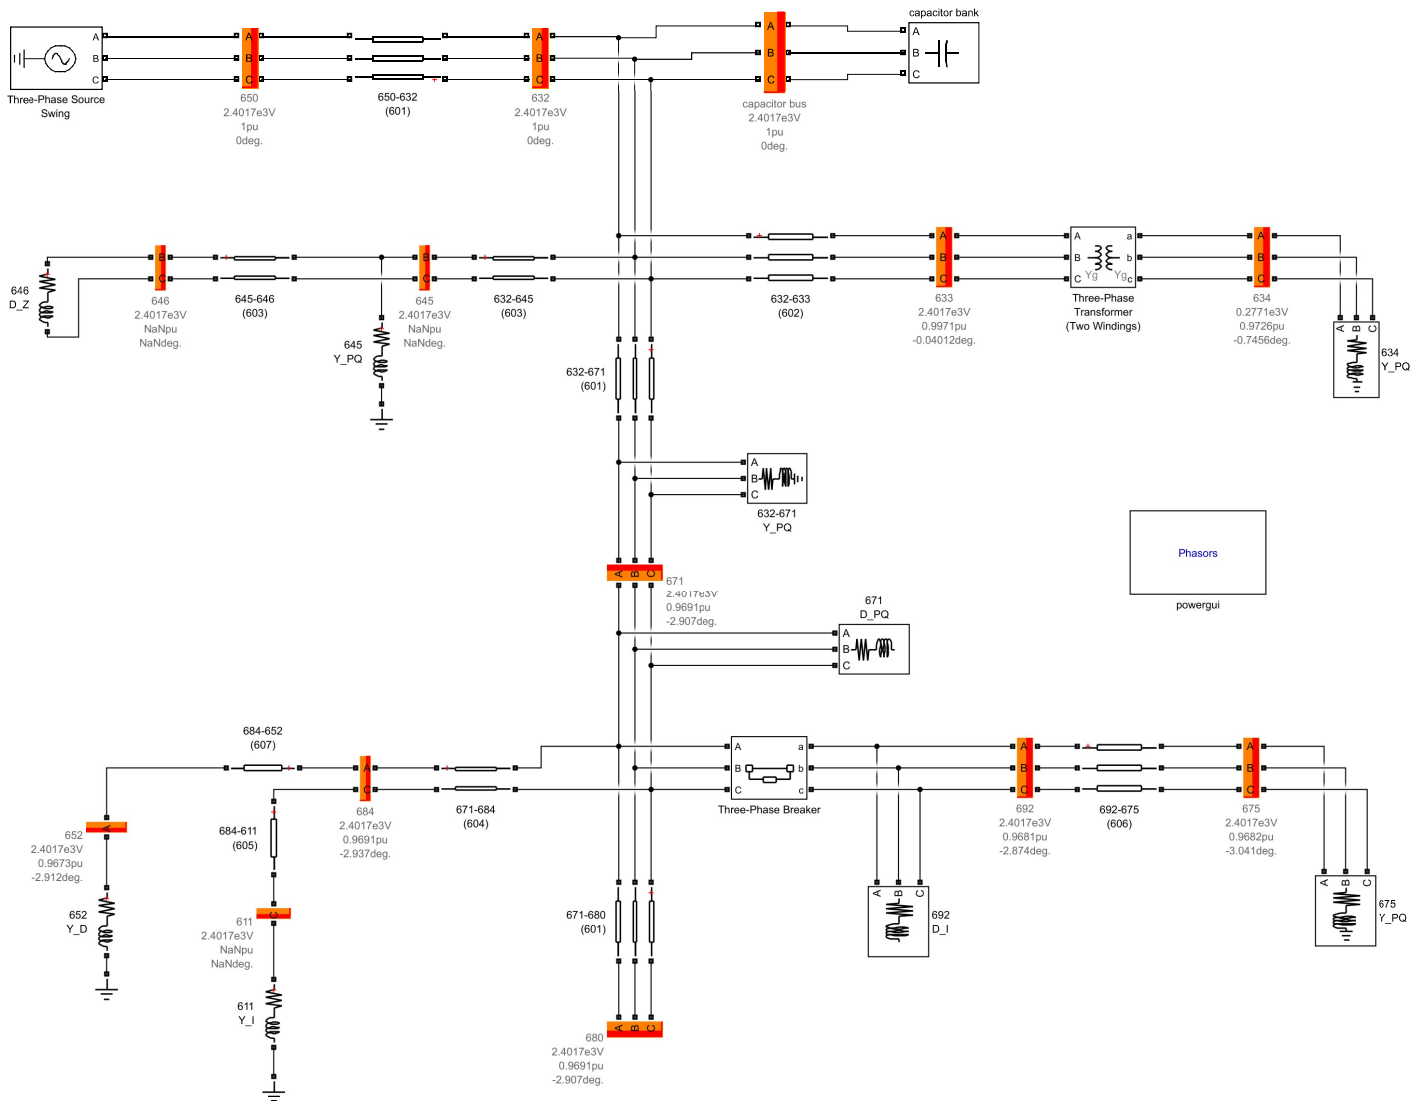 capacitor bank
A
B
C
Three-Phase Source
Swing
A
B
C
650
2.4017e3V
1pu
0deg.
650-632
(601)
A
B
C
632
2.4017e3V
1pu
0deg.
A
B
C
capacitor bus
2.4017e3V
1pu
0deg.
A
B
C
646
D_Z
B
C
646
2.4017e3V
NaNpu
NaNdeg.
645-646
(603)
645
Y_PQ
B
C
645
2.4017e3V
NaNpu
NaNdeg.
632-645
(603)
632-633
(602)
A
B
C
633
2.4017e3V
0.9971pu
-0.04012deg.
A
B
C
a
b
c
Yg
Yg
Three-Phase
Transformer
(Two Windings)
A
B
C
634
0.2771e3V
0.9726pu
-0.7456deg.
A
B
C
634
Y_PQ
632-671
(601)
A
B
C
632-671
Y_PQ
Phasors
powergui
A
B
C
671
2.4017e3V
0.9691pu
-2.907deg.
671
D_PQ
A
B
C
684-652
(607)
A
C
684
2.4017e3V
0.9691pu
-2.937deg.
671-684
(604)
A
B
C
a
b
c
Three-Phase Breaker
A
B
C
692
2.4017e3V
0.9681pu
-2.874deg.
692-675
(606)
A
B
C
675
2.4017e3V
0.9682pu
-3.041deg.
A
652
2.4017e3V
0.9673pu
-2.912deg.
684-611
(605)
652
Y_D
C
611
2.4017e3V
NaNpu
NaNdeg.
611
Y_I
671-680
(601)
A
B
C
692
D_I
A
B
C
675
Y_PQ
A
B
C
680
2.4017e3V
0.9691pu
-2.907deg.